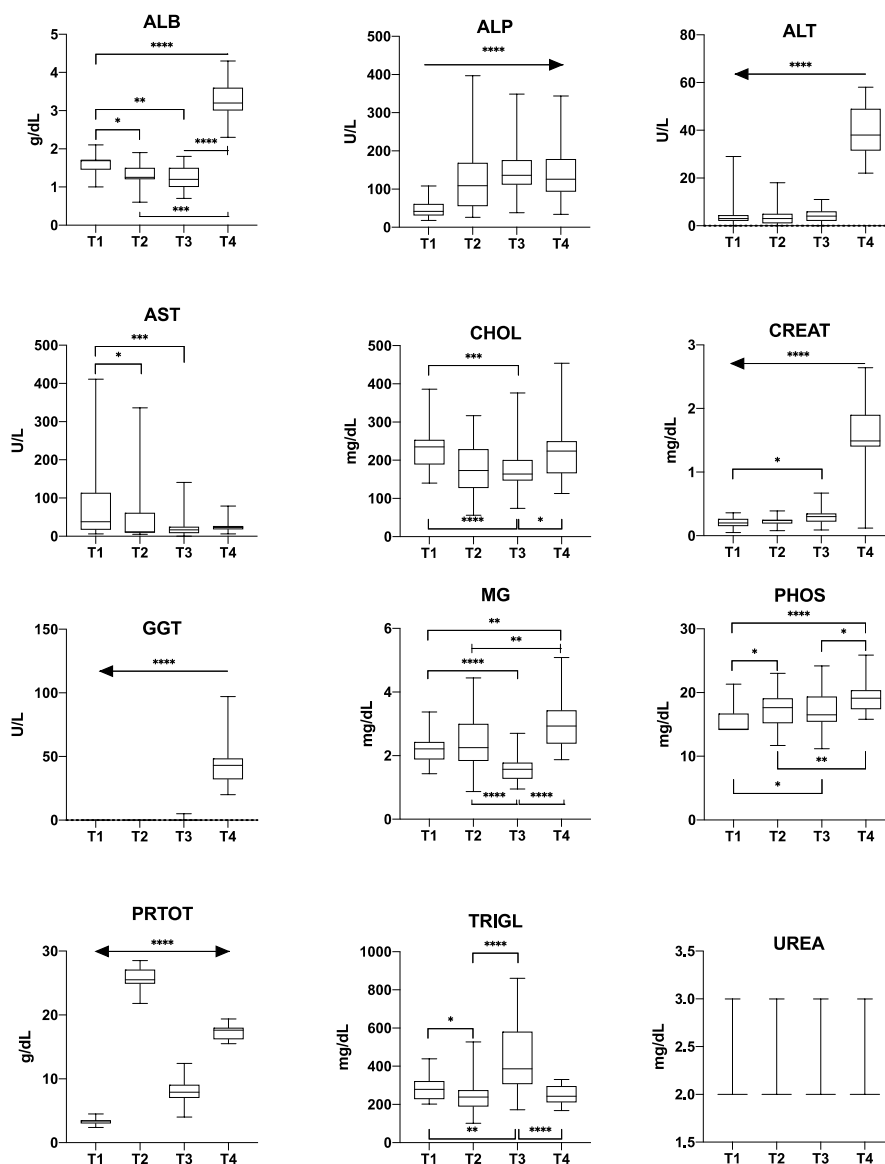 ALB
5
4
3
2
1
0
g/dL
****
**
*
****
***
T1 T2 T3 T4
ALP
500
400
300
200
100
0
U/L
****
T1 T2 T3 T4
ALT
80
60
40
20
0
U/L
****
T1 T2 T3 T4
AST
500
400
300
200
100
0
U/L
***
*
T1 T2 T3 T4
CHOL
500
400
300
200
100
0
mg/dL
***
****
*
T1 T2 T3 T4
CREAT
3
2
1
0
mg/dL
****
*
T1 T2 T3 T4
GGT
150
100
50
0
U/L
****
T1 T2 T3 T4
MG
6
4
2
0
mg/dL
**
**
****
****
****
T1 T2 T3 T4
PHOS
30
20
10
0
mg/dL
****
*
*
**
*
T1 T2 T3 T4
PRTOT
30
20
10
0
g/dL
****
T1 T2 T3 T4
TRIGL
1000
800
600
400
200
0
mg/dL
****
*
**
****
T1 T2 T3 T4
UREA
3.5
3.0
2.5
2.0
1.5
mg/dL
T1 T2 T3 T4